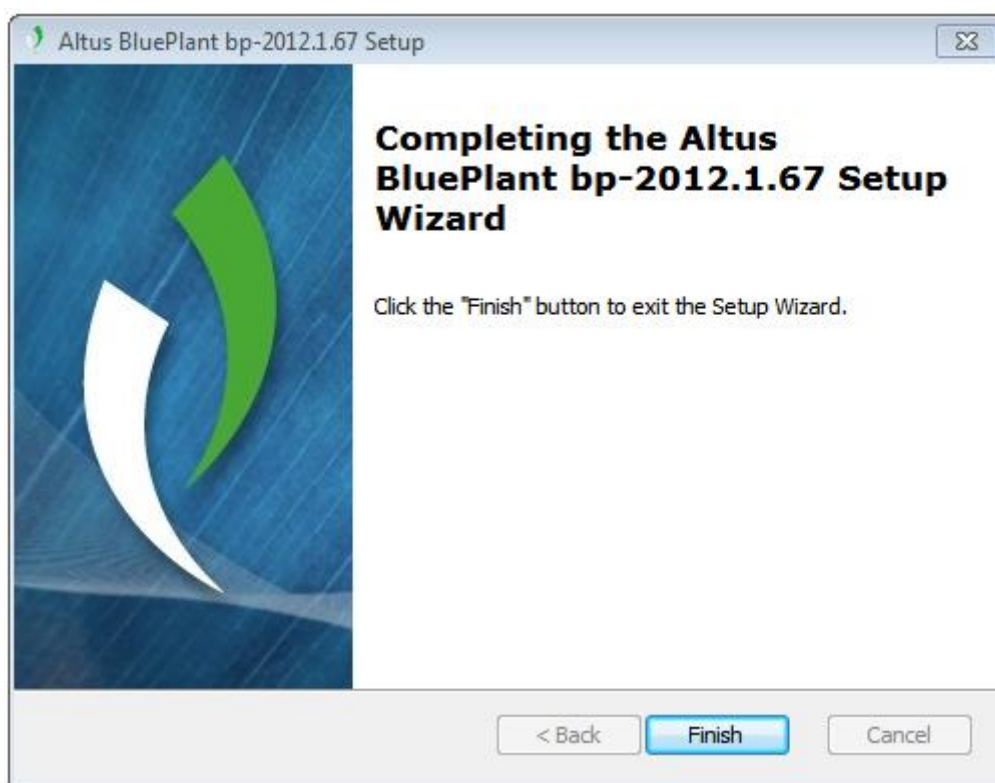 Altus BluePlant bp-2012.1.67 Setup
Completing the Altus
BluePlant bp-2012.1.67 Setup
Wizard
Click the "Finish" button to exit the Setup Wizard.
< Back Finish Cancel